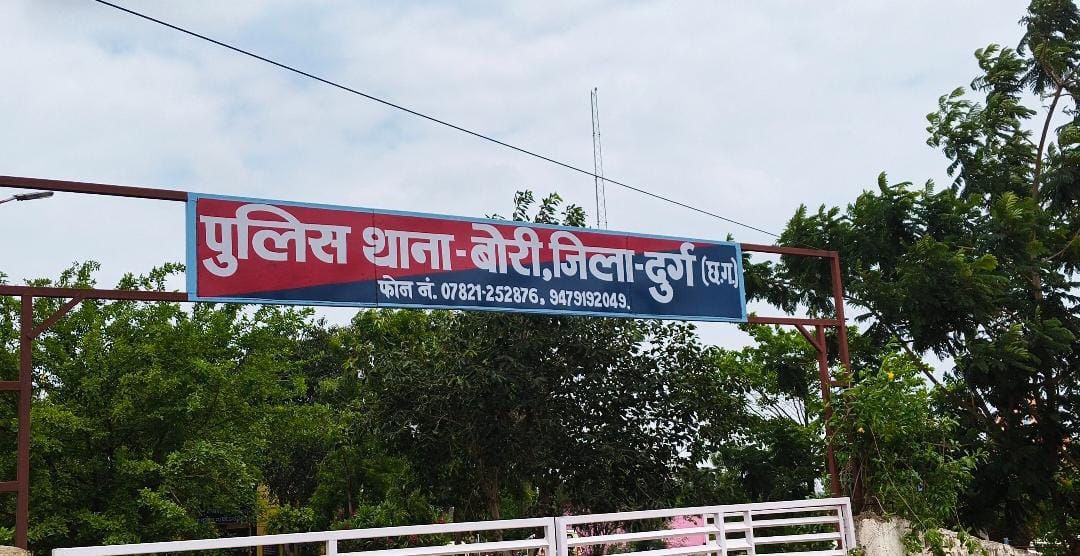 पुलिस थाना-बोरी, जिला-दुर्ग (छ.ग.)
फोन नं. 07821-252876, 9479192049.